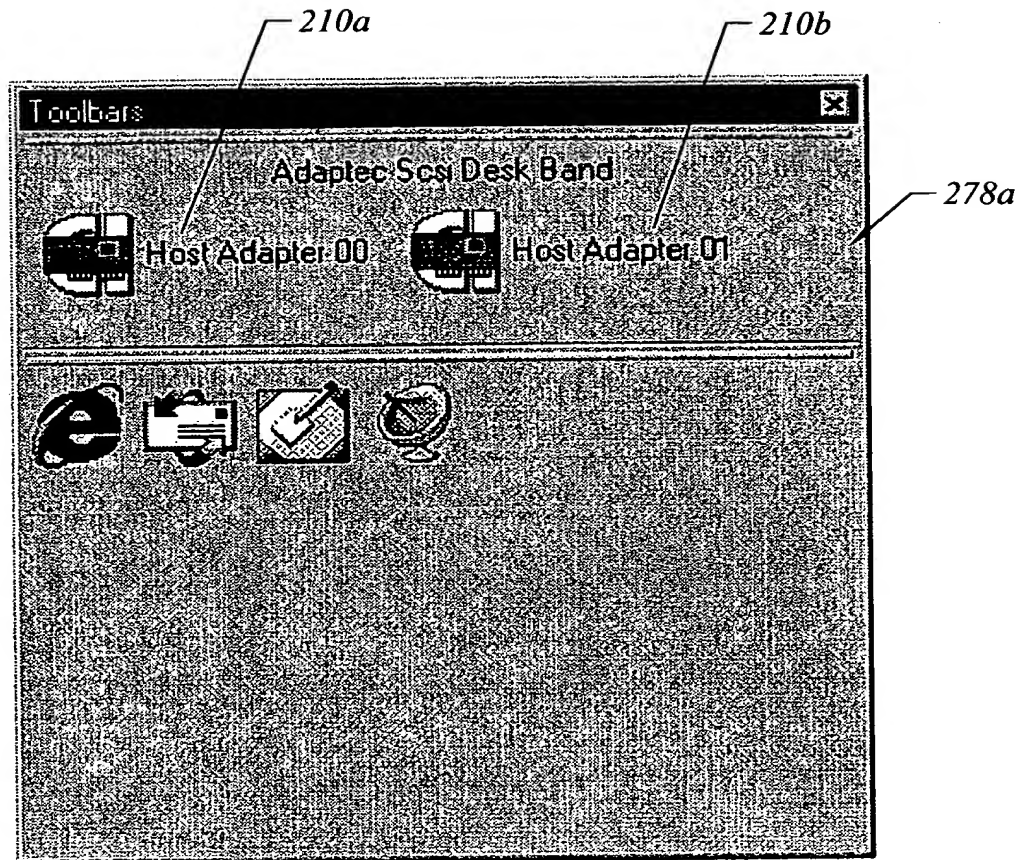 210a
210b
Toolbars
Adaptec Scsi Desk Band
278a
Host Adapter 00
Host Adapter 01